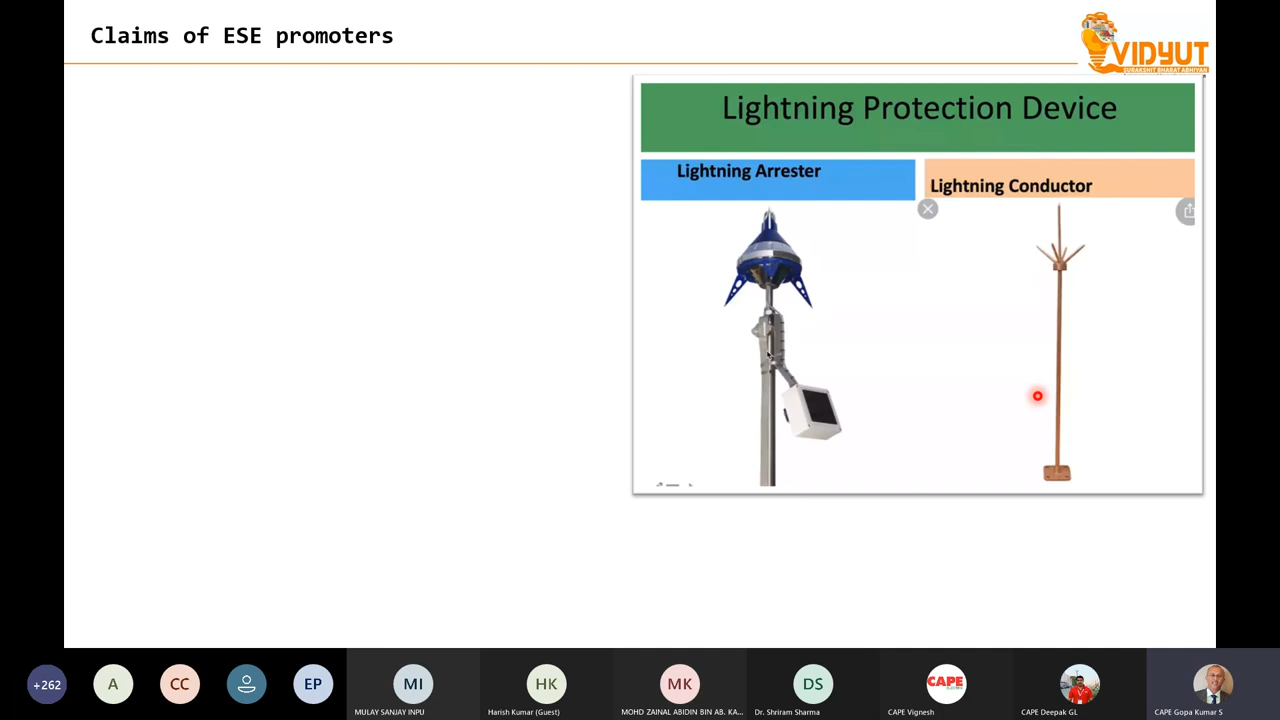 Claims of ESE promoters
VIDYUT
SURAKSHIT BHARAT ABHIYAN
Lightning Protection Device
Lightning Arrester
Lightning Conductor
+262
A
CC
EP
MI
HK
MK
DS
CAPE
MULAY SANJAY INPU
Harish Kumar (Guest)
MOHD ZAINAL ABIDIN BIN AB. KA...
Dr. Shriram Sharma
CAPE Vignesh
CAPE Deepak GL
CAPE Gopa Kumar S